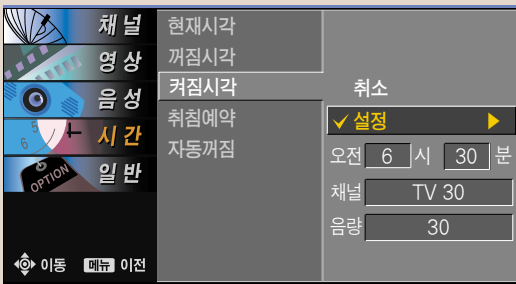 채널
영상
음성
시간
일반
OPTION
5
6
이동 메뉴 이전
현재시각
꺼짐시각
켜짐시각
취침예약
자동꺼짐
취소
설정
오전 6 시 30 분
채널 TV 30
음량 30